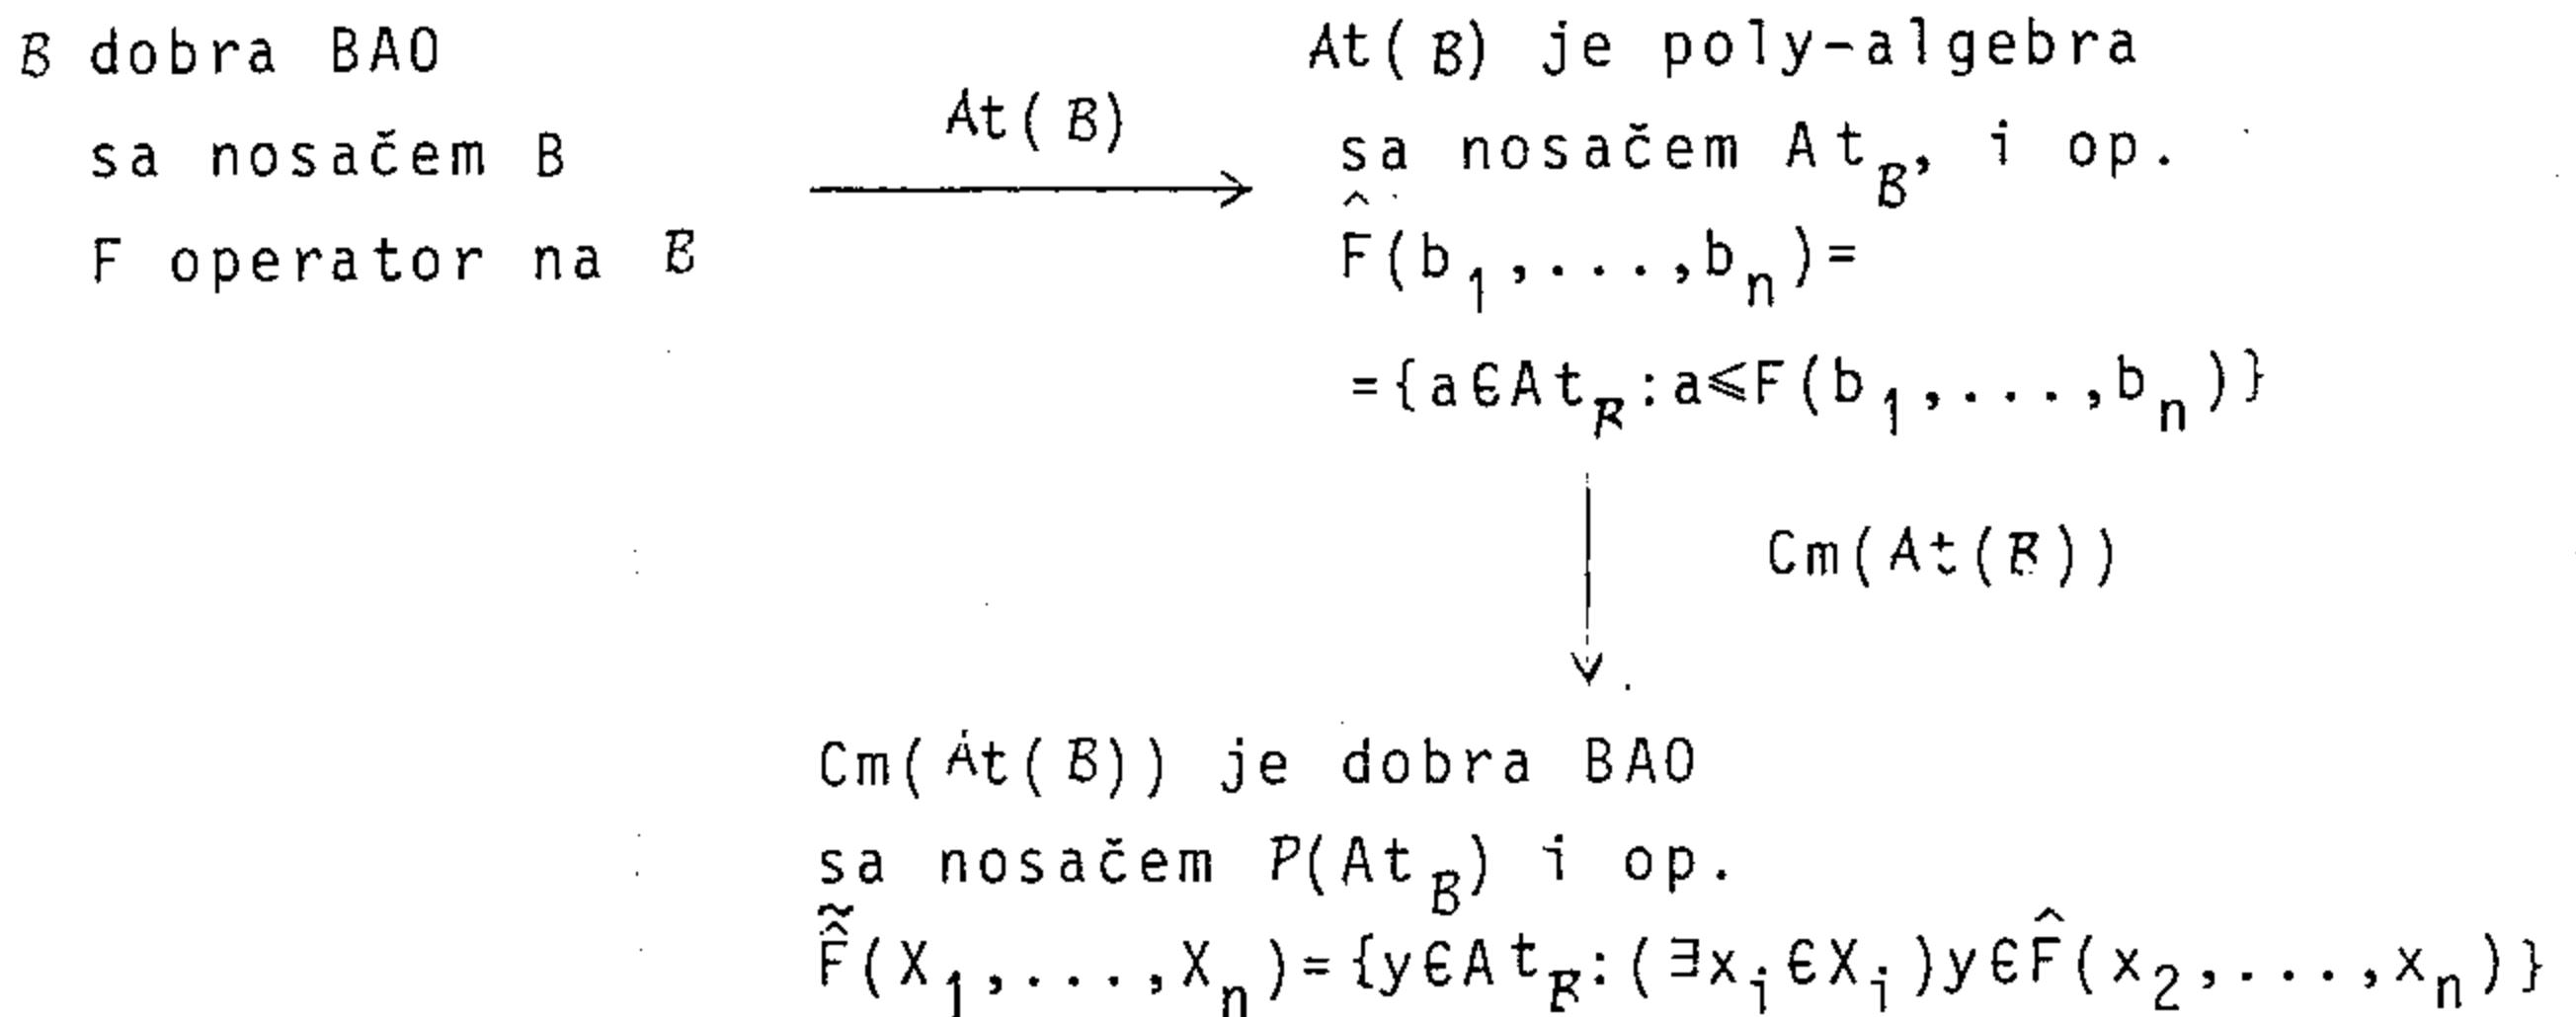 B dobra BAO
sa nosačem B
F operator na B
At( B)
At( B) je poly-algebra
sa nosačem At_B, i op.
F̂(b_1,...,b_n)=
={a∈At_B:a⩽F(b_1,...,b_n)}
Cm(At(B))
Cm(At(B)) je dobra BAO
sa nosačem P(At_B) i op.
F̂̃(X_1,...,X_n)={y∈At_B:(∃x_i∈X_i)y∈F̂(x_2,...,x_n)}